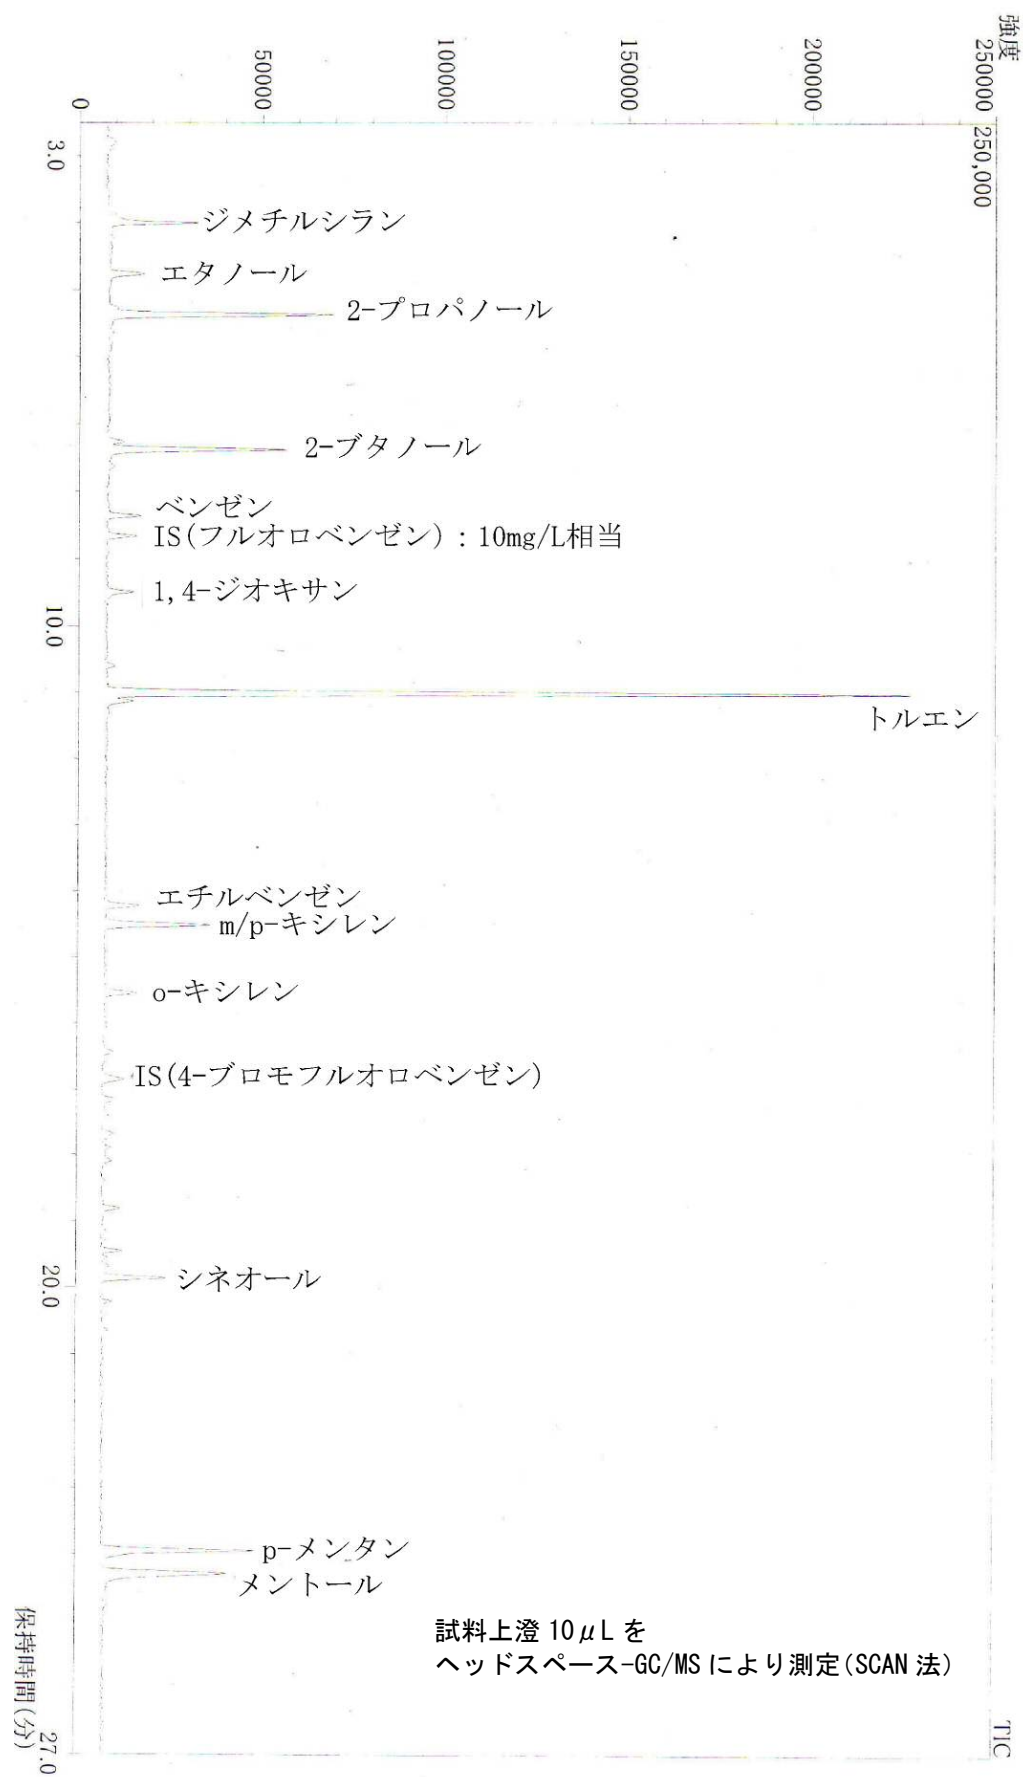 強度
250000
200000
150000
100000
50000
0
250,000
3.0
ジメチルシラン
エタノール
2-プロパノール
2-ブタノール
ベンゼン
IS(フルオロベンゼン)：10mg/L相当
1,4-ジオキサン
10.0
トルエン
エチルベンゼン
m/p-キシレン
o-キシレン
IS(4-ブロモフルオロベンゼン)
シネオール
20.0
p-メンタン
メントール
試料上澄 10μL を
ヘッドスペース-GC/MS により測定(SCAN 法)
TIC
保持時間(分)
27.0